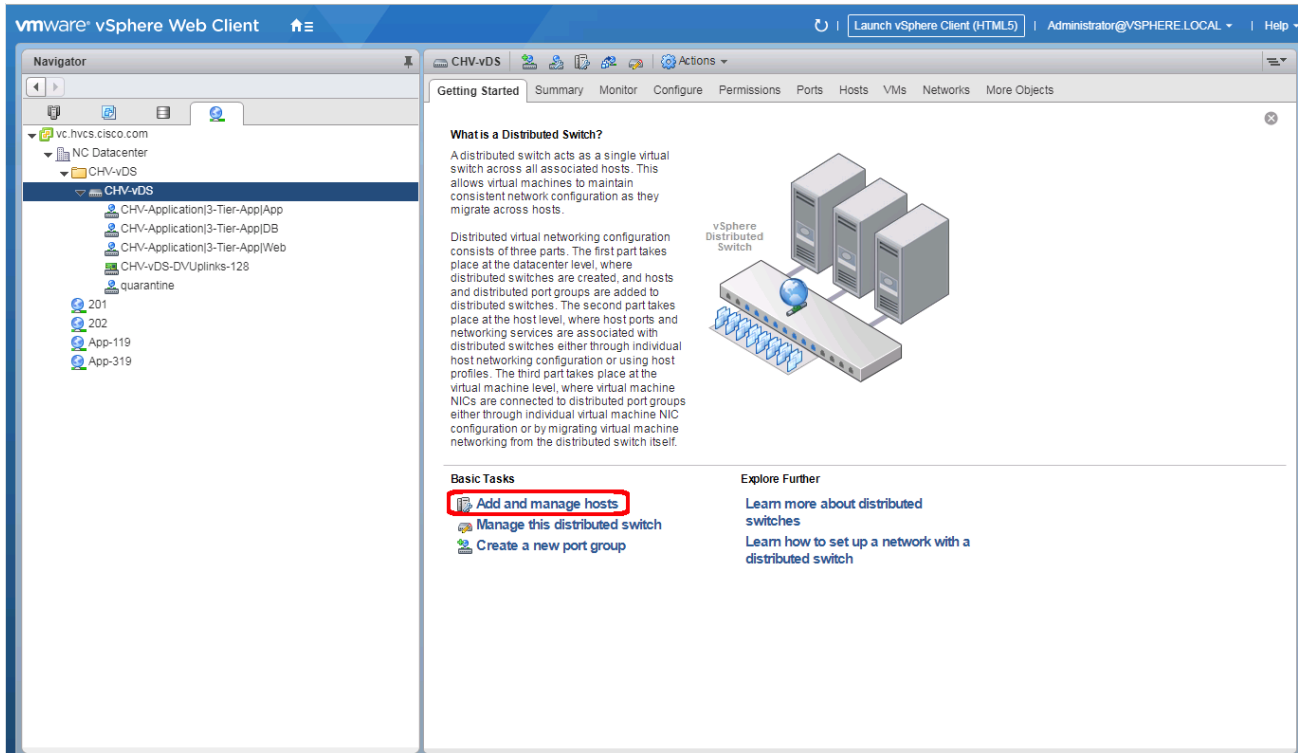 vmware® vSphere Web Client
Launch vSphere Client (HTML5)
Administrator@VSPHERE.LOCAL
Help
Navigator
vc.hvcs.cisco.com
NC Datacenter
CHV-vDS
CHV-vDS
CHV-Application|3-Tier-App|App
CHV-Application|3-Tier-App|DB
CHV-Application|3-Tier-App|Web
CHV-vDS-DVUplinks-128
quarantine
201
202
App-119
App-319
CHV-vDS
Actions
Getting Started Summary Monitor Configure Permissions Ports Hosts VMs Networks More Objects
What is a Distributed Switch?
A distributed switch acts as a single virtual
switch across all associated hosts. This
allows virtual machines to maintain
consistent network configuration as they
migrate across hosts.
Distributed virtual networking configuration
consists of three parts. The first part takes
place at the datacenter level, where
distributed switches are created, and hosts
and distributed port groups are added to
distributed switches. The second part takes
place at the host level, where host ports and
networking services are associated with
distributed switches either through individual
host networking configuration or using host
profiles. The third part takes place at the
virtual machine level, where virtual machine
NICs are connected to distributed port groups
either through individual virtual machine NIC
configuration or by migrating virtual machine
networking from the distributed switch itself.
vSphere
Distributed
Switch
Basic Tasks
Add and manage hosts
Manage this distributed switch
Create a new port group
Explore Further
Learn more about distributed
switches
Learn how to set up a network with a
distributed switch